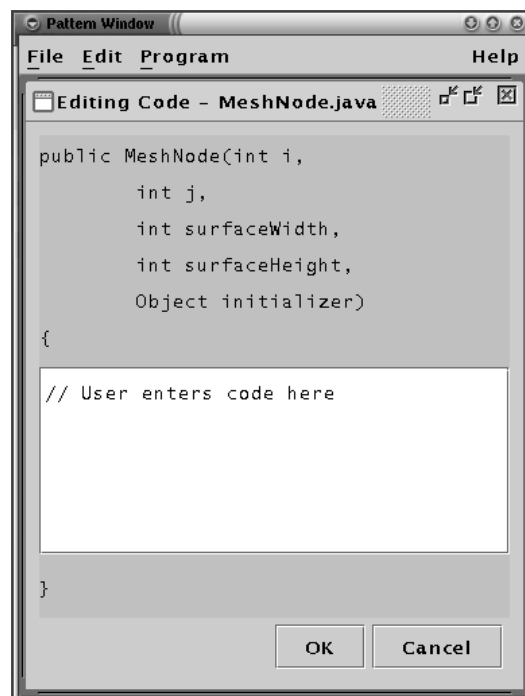 Pattern Window
File Edit Program Help
Editing Code – MeshNode.java
public MeshNode(int i,
int j,
int surfaceWidth,
int surfaceHeight,
Object initializer)
{
// User enters code here
}
OK Cancel